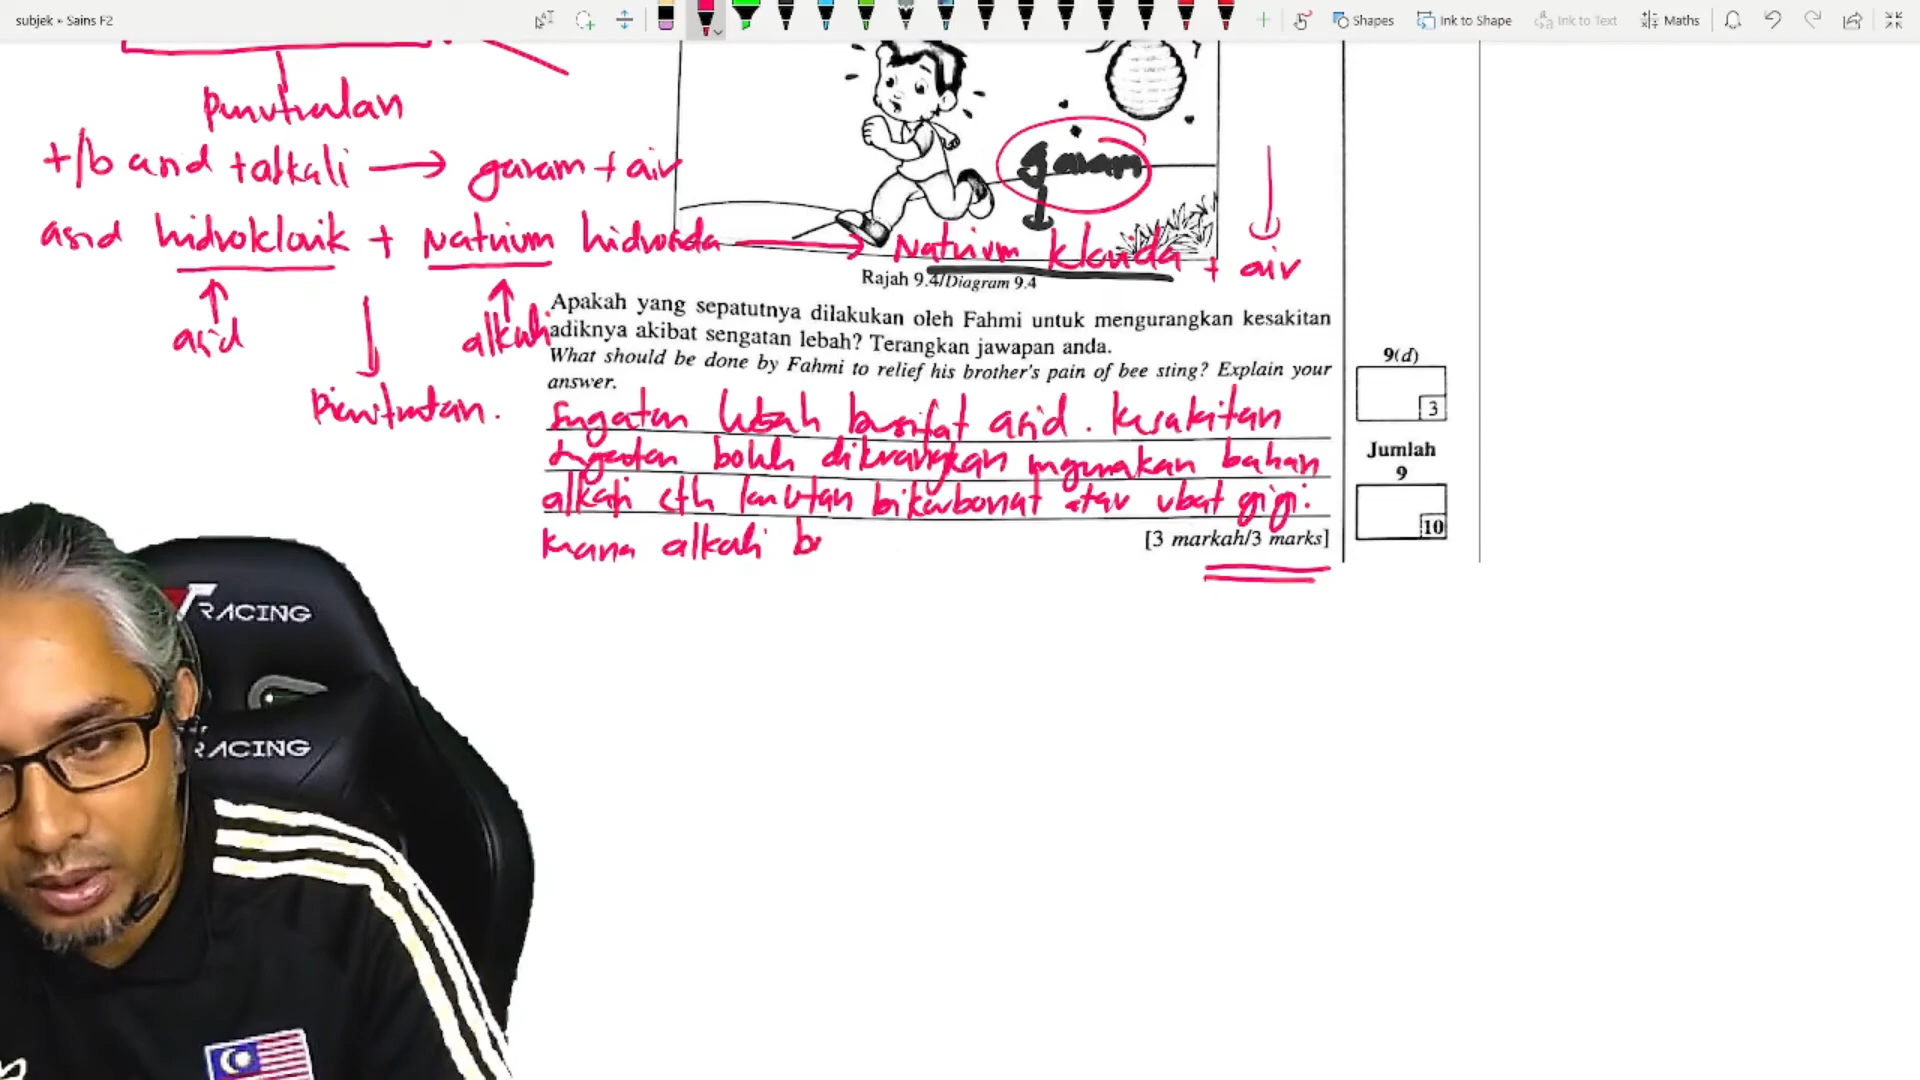 subjek » Sains F2
Shapes
Ink to Shape
Ink to Text
Maths
Penutralan
t/b asid + alkali → garam + air
asid hidroklorik + Natrium hidroksida → Natrium klorida + air
garam
asid
alkali
Rajah 9.4/Diagram 9.4
Apakah yang sepatutnya dilakukan oleh Fahmi untuk mengurangkan kesakitan
adiknya akibat sengatan lebah? Terangkan jawapan anda.
What should be done by Fahmi to relief his brother's pain of bee sting? Explain your
answer.
Sengatan lebah bersifat asid. Kesakitan
sengatan boleh dikurangkan menggunakan bahan
alkali cth larutan bikarbonat atau ubat gigi.
Kerana alkali b
[3 markah/3 marks]
9(d)
3
Jumlah
9
10
RACING
RACING